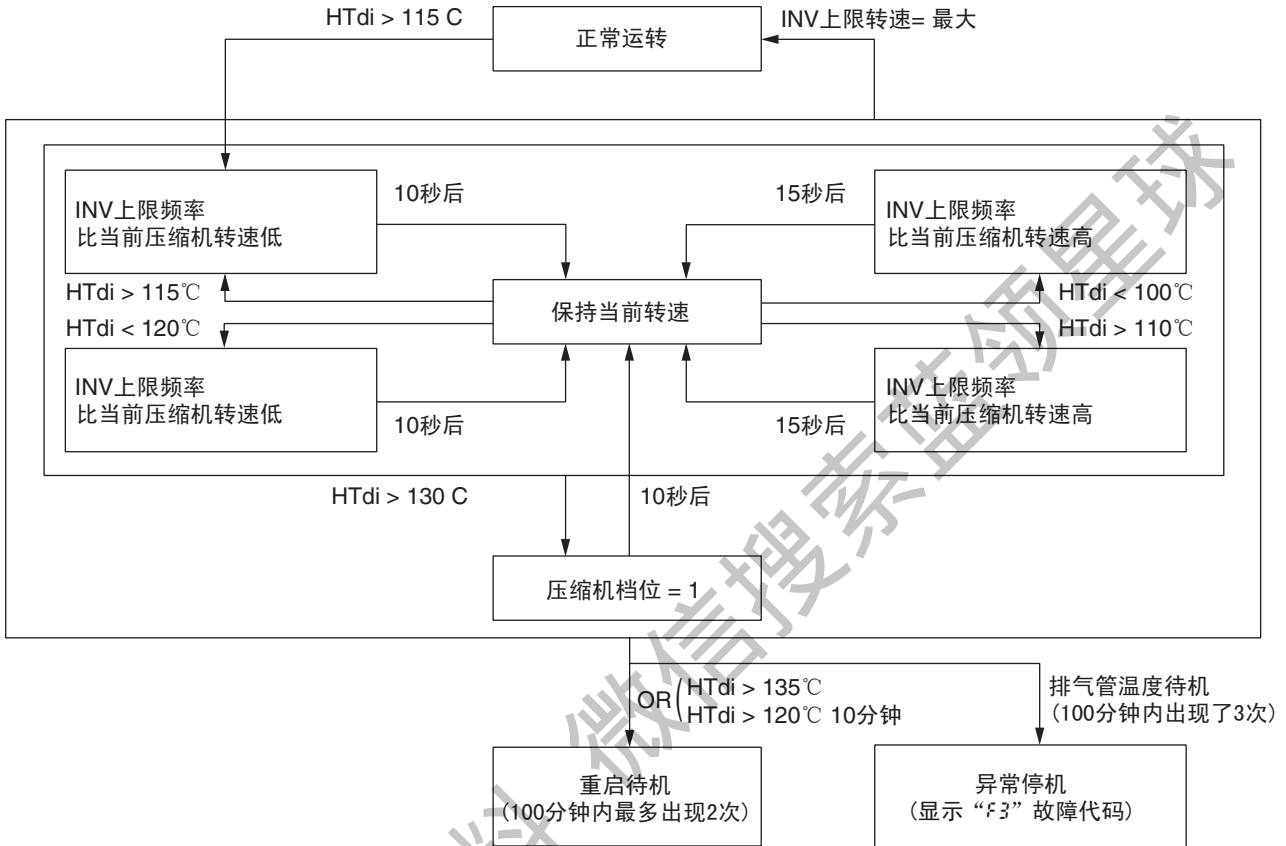 HTdi > 115 C
正常运转
INV上限转速= 最大
INV上限频率
比当前压缩机转速低
10秒后
15秒后
INV上限频率
比当前压缩机转速高
HTdi > 115℃
HTdi < 120℃
保持当前转速
HTdi < 100℃
HTdi > 110℃
INV上限频率
比当前压缩机转速低
10秒后
15秒后
INV上限频率
比当前压缩机转速高
HTdi > 130 C
10秒后
压缩机档位 = 1
OR
HTdi > 135℃
HTdi > 120℃ 10分钟
排气管温度待机
(100分钟内出现了3次)
重启待机
(100分钟内最多出现2次)
异常停机
(显示“F3”故障代码)
料 微信搜索蓝领星球